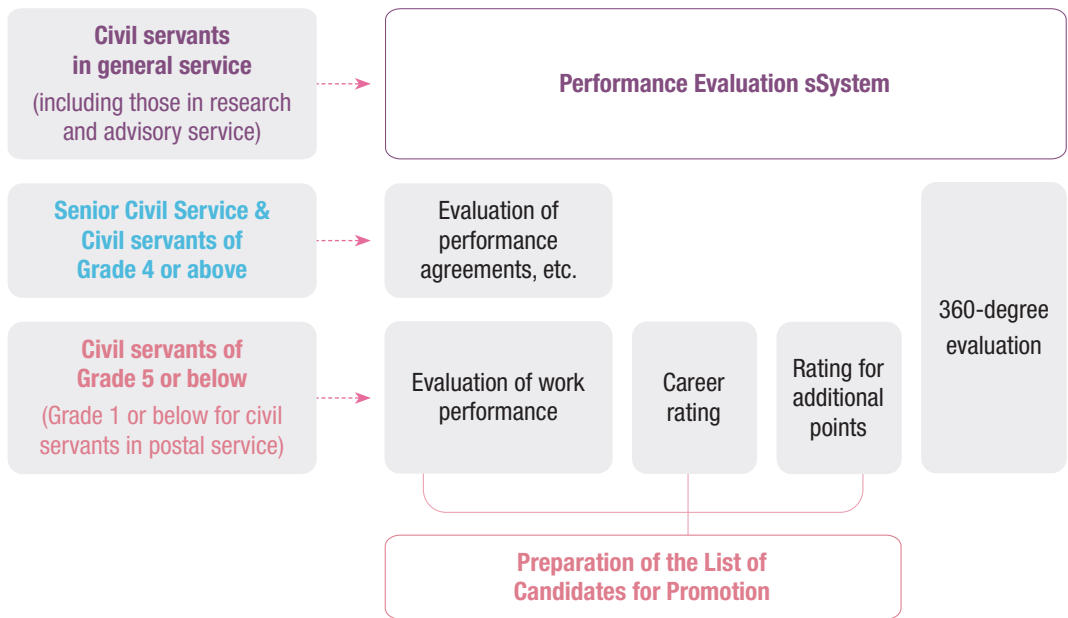 Civil servants
in general service
(including those in research
and advisory service)
Performance Evaluation sSystem
Senior Civil Service &
Civil servants of
Grade 4 or above
Evaluation of
performance
agreements, etc.
360-degree
evaluation
Civil servants of
Grade 5 or below
(Grade 1 or below for civil
servants in postal service)
Evaluation of work
performance
Career
rating
Rating for
additional
points
Preparation of the List of
Candidates for Promotion